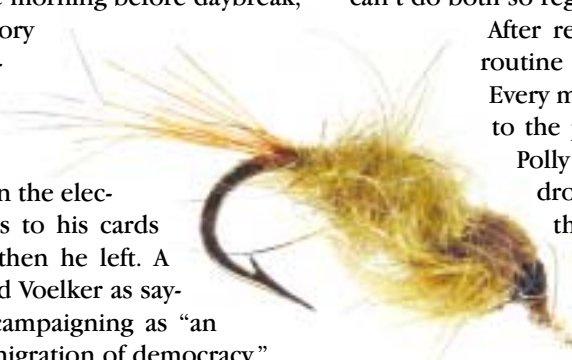 e morning before daybreak,
ory
-
n the elec-
s to his cards
then he left. A
d Voelker as say-
campaigning as “an
nigration of democracy.”
can’t do both so reg
After re
routine
Every m
to the p
Polly
dro
th